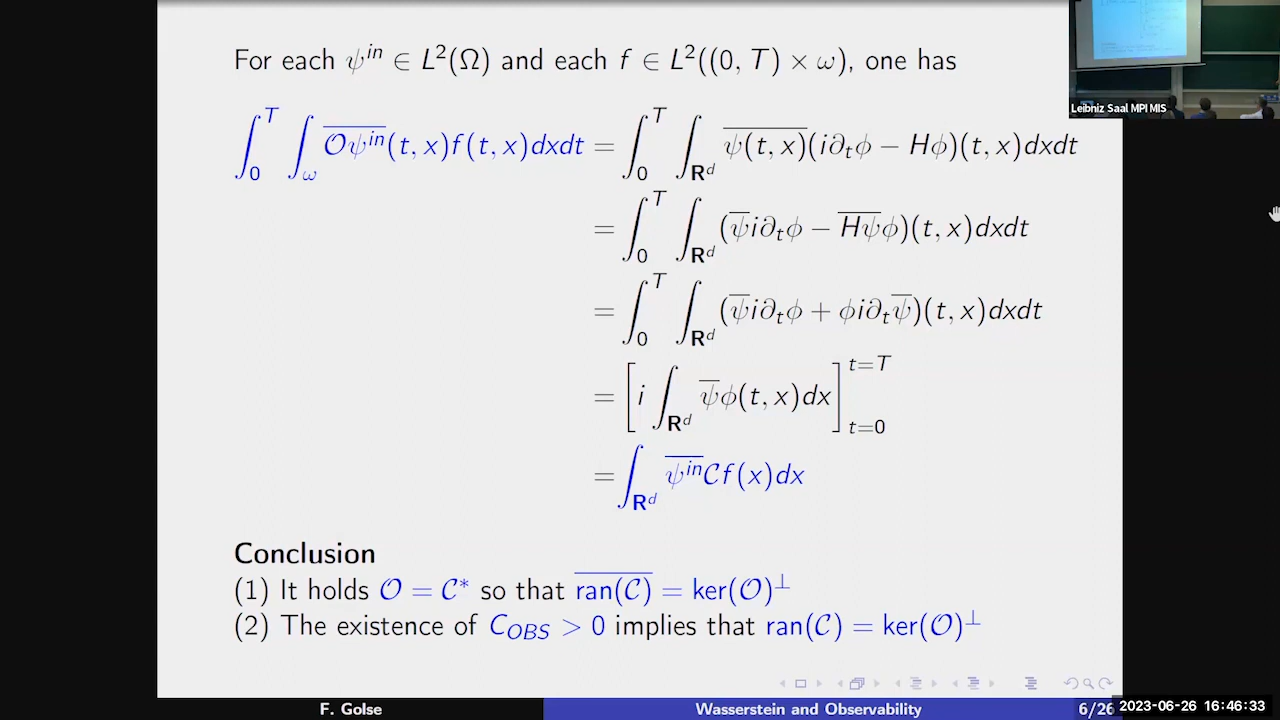 For each ψ^{in} ∈ L²(Ω) and each f ∈ L²((0, T) × ω), one has
∫_0^T ∫_ω \overline{𝒪ψ^{in}}(t, x)f(t, x)dxdt = ∫_0^T ∫_{R^d} \overline{ψ(t, x)}(i∂_tϕ − Hϕ)(t, x)dxdt
= ∫_0^T ∫_{R^d} (\overline{ψ}i∂_tϕ − \overline{Hψ}ϕ)(t, x)dxdt
= ∫_0^T ∫_{R^d} (\overline{ψ}i∂_tϕ + ϕi∂_t\overline{ψ})(t, x)dxdt
= [i ∫_{R^d} \overline{ψ}ϕ(t, x)dx]_{t=0}^{t=T}
= ∫_{R^d} \overline{ψ^{in}}𝒞f(x)dx
Conclusion
(1) It holds 𝒪 = 𝒞* so that \overline{ran(𝒞)} = ker(𝒪)^⊥
(2) The existence of C_{OBS} > 0 implies that ran(𝒞) = ker(𝒪)^⊥
F. Golse Wasserstein and Observability 6/26
Leibniz Saal MPI MIS
2023-06-26 16:46:33